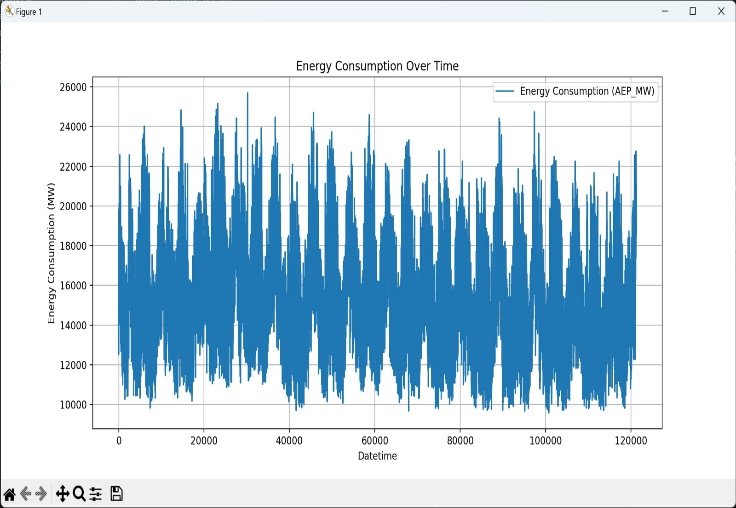 Figure 1
Energy Consumption Over Time
Energy Consumption (AEP_MW)
Energy Consumption (MW)
26000
24000
22000
20000
18000
16000
14000
12000
10000
0 20000 40000 60000 80000 100000 120000
Datetime